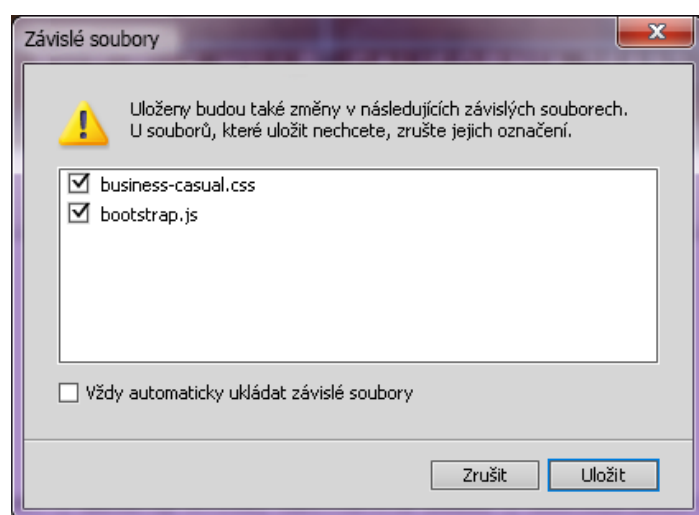 Závislé soubory
Uloženy budou také změny v následujících závislých souborech.
U souborů, které uložit nechcete, zrušte jejich označení.
business-casual.css
bootstrap.js
Vždy automaticky ukládat závislé soubory
Zrušit
Uložit